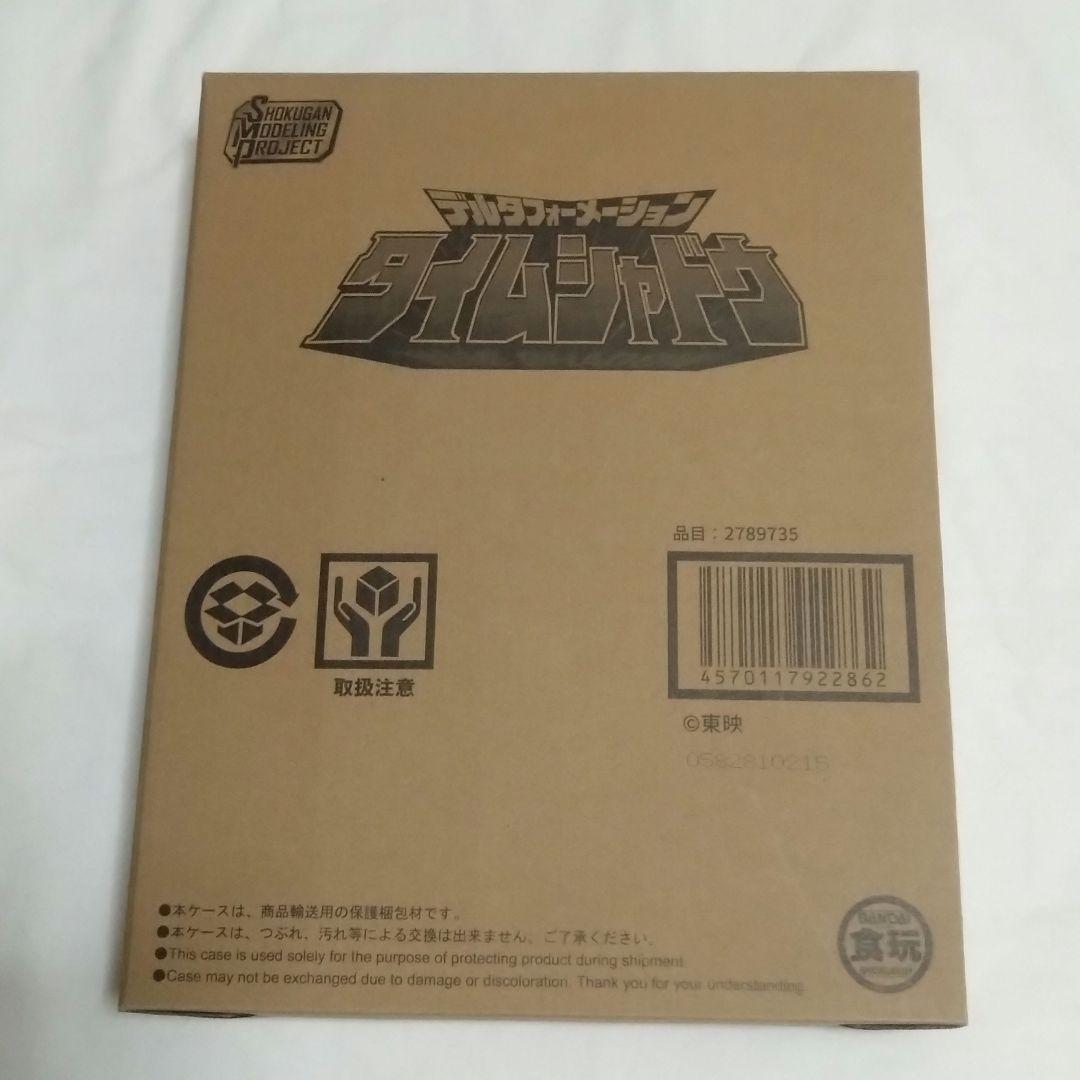 SHOKUGAN
MODELING
PROJECT
デルタフォーメーション
タイムシャドウ
品目：2789735
4570117922862
取扱注意
©東映
0582810215
●本ケースは、商品輸送用の保護梱包材です。
●本ケースは、つぶれ、汚れ等による交換は出来ません。ご了承ください。
●This case is used solely for the purpose of protecting product during shipment.
●Case may not be exchanged due to damage or discoloration. Thank you for your understanding.
BANDAI
食玩